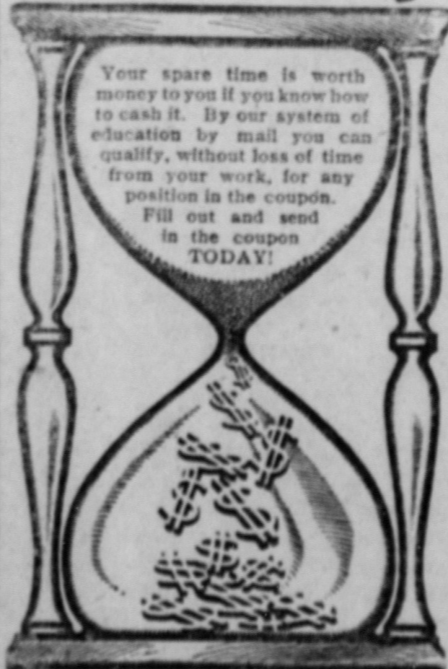 Your spare time is worth
money to you if you know how
to cash it. By our system of
education by mail you can
qualify, without loss of time
from your work, for any
position in the coupon.
Fill out and send
in the coupon
TODAY!